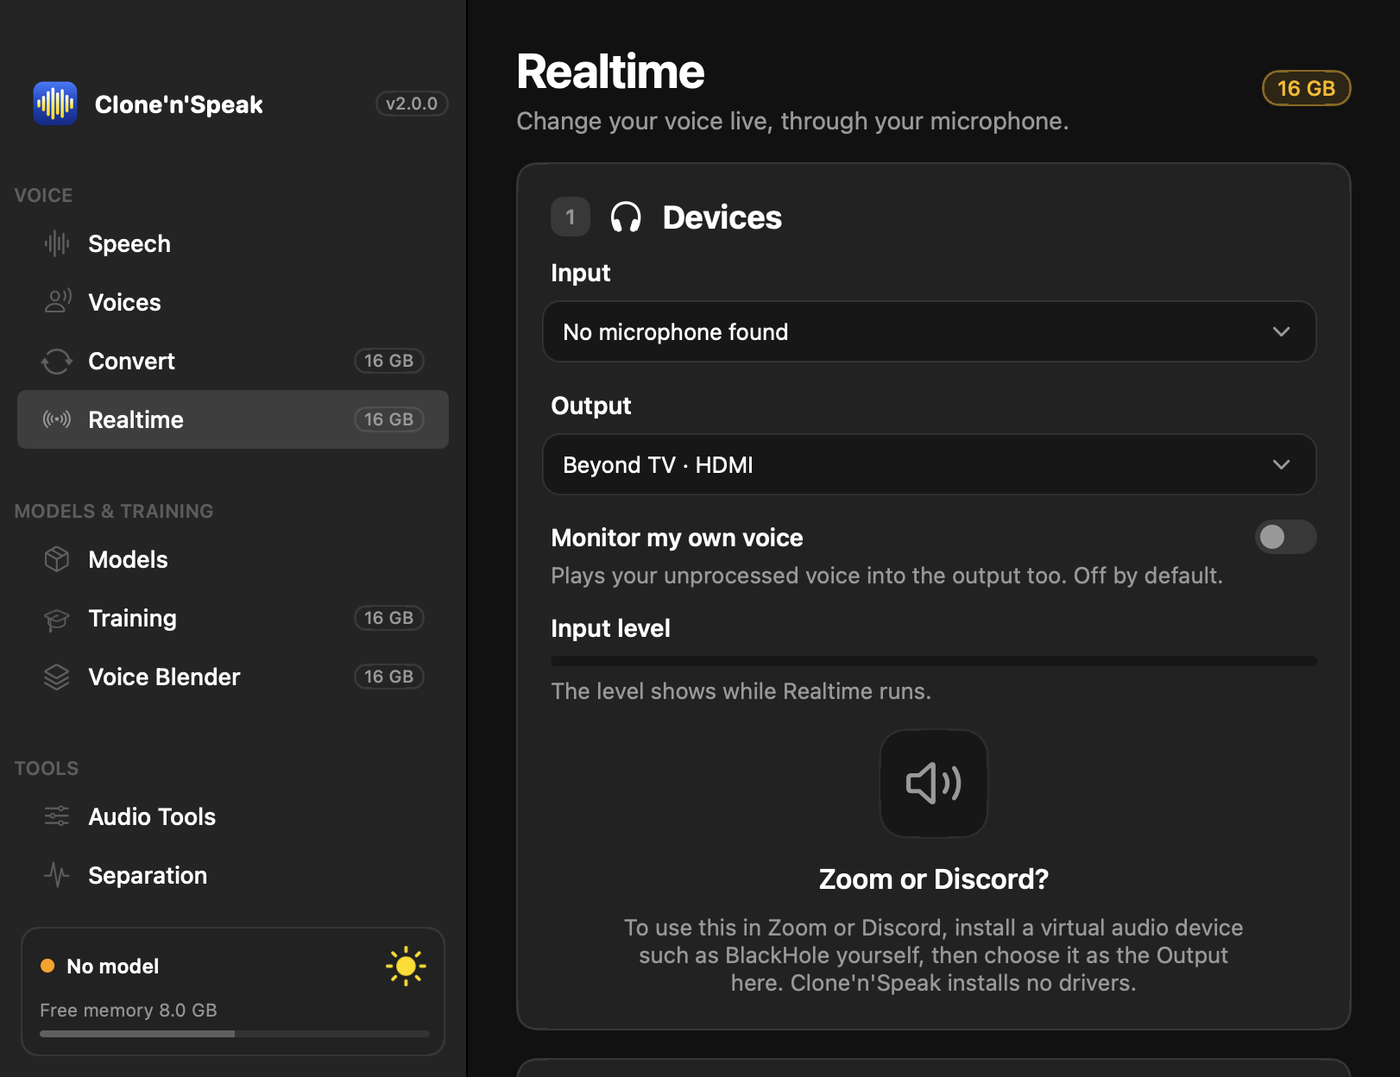 Clone'n'Speak
v2.0.0
VOICE
Speech
Voices
Convert
16 GB
Realtime
16 GB
MODELS & TRAINING
Models
Training
16 GB
Voice Blender
16 GB
TOOLS
Audio Tools
Separation
No model
Free memory 8.0 GB
Realtime
16 GB
Change your voice live, through your microphone.
1
Devices
Input
No microphone found
Output
Beyond TV · HDMI
Monitor my own voice
Plays your unprocessed voice into the output too. Off by default.
Input level
The level shows while Realtime runs.
Zoom or Discord?
To use this in Zoom or Discord, install a virtual audio device
such as BlackHole yourself, then choose it as the Output
here. Clone'n'Speak installs no drivers.